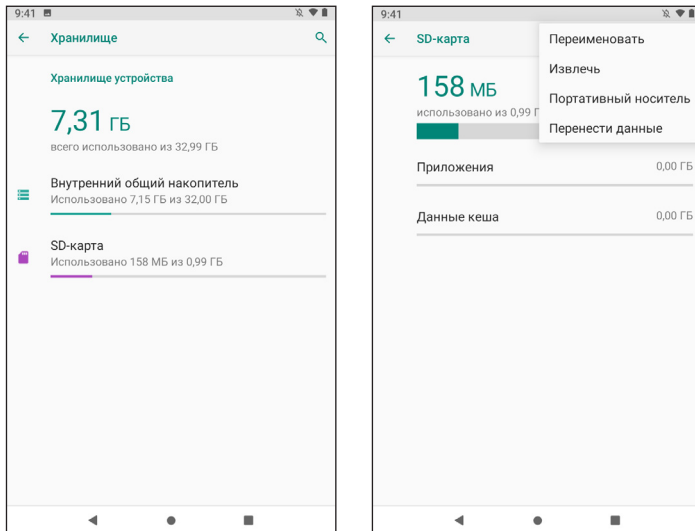 9:41
Хранилище
Хранилище устройства
7,31 ГБ
всего использовано из 32,99 ГБ
Внутренний общий накопитель
Использовано 7,15 ГБ из 32,00 ГБ
SD-карта
Использовано 158 МБ из 0,99 ГБ
9:41
SD-карта
Переименовать
Извлечь
Портативный носитель
Перенести данные
158 МБ
использовано из 0,99 Г
Приложения 0,00 ГБ
Данные кеша 0,00 ГБ